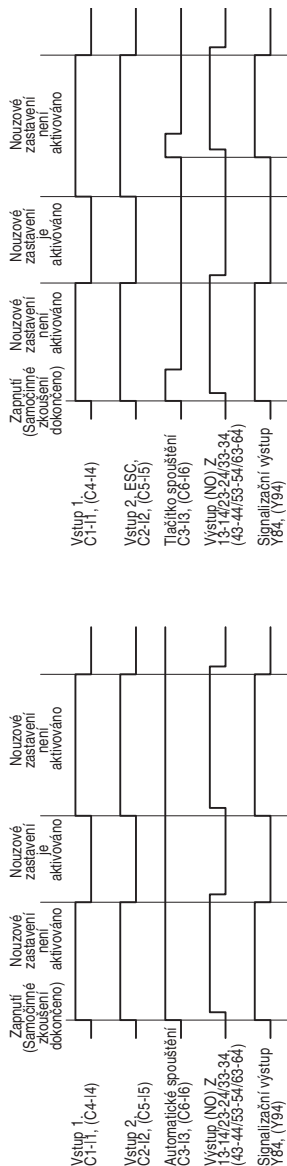 Zapnutí
(Samočinné
zkoušení
dokončeno)
Nouzové
zastavení
není
aktivováno
Nouzové
zastavení
je
aktivováno
Nouzové
zastavení
není
aktivováno
Vstup 1,
C1-I1, (C4-I4)
Vstup 2
C2-I2, (C5-I5)
Automatické spouštění
C3-I3, (C6-I6)
Výstup (NO) Z
13-14/23-24/33-34,
(43-44/53-54/63-64)
Signalizační výstup
Y84, (Y94)
Zapnutí
(Samočinné
zkoušení
dokončeno)
Nouzové
zastavení
není
aktivováno
Nouzové
zastavení
je
aktivováno
Nouzové
zastavení
není
aktivováno
Vstup 1,
C1-I1, (C4-I4)
Vstup 2, ESC,
C2-I2, (C5-I5)
Tlačítko spouštění
C3-I3, (C6-I6)
Výstup (NO) Z
13-14/23-24/33-34,
(43-44/53-54/63-64)
Signalizační výstup
Y84, (Y94)